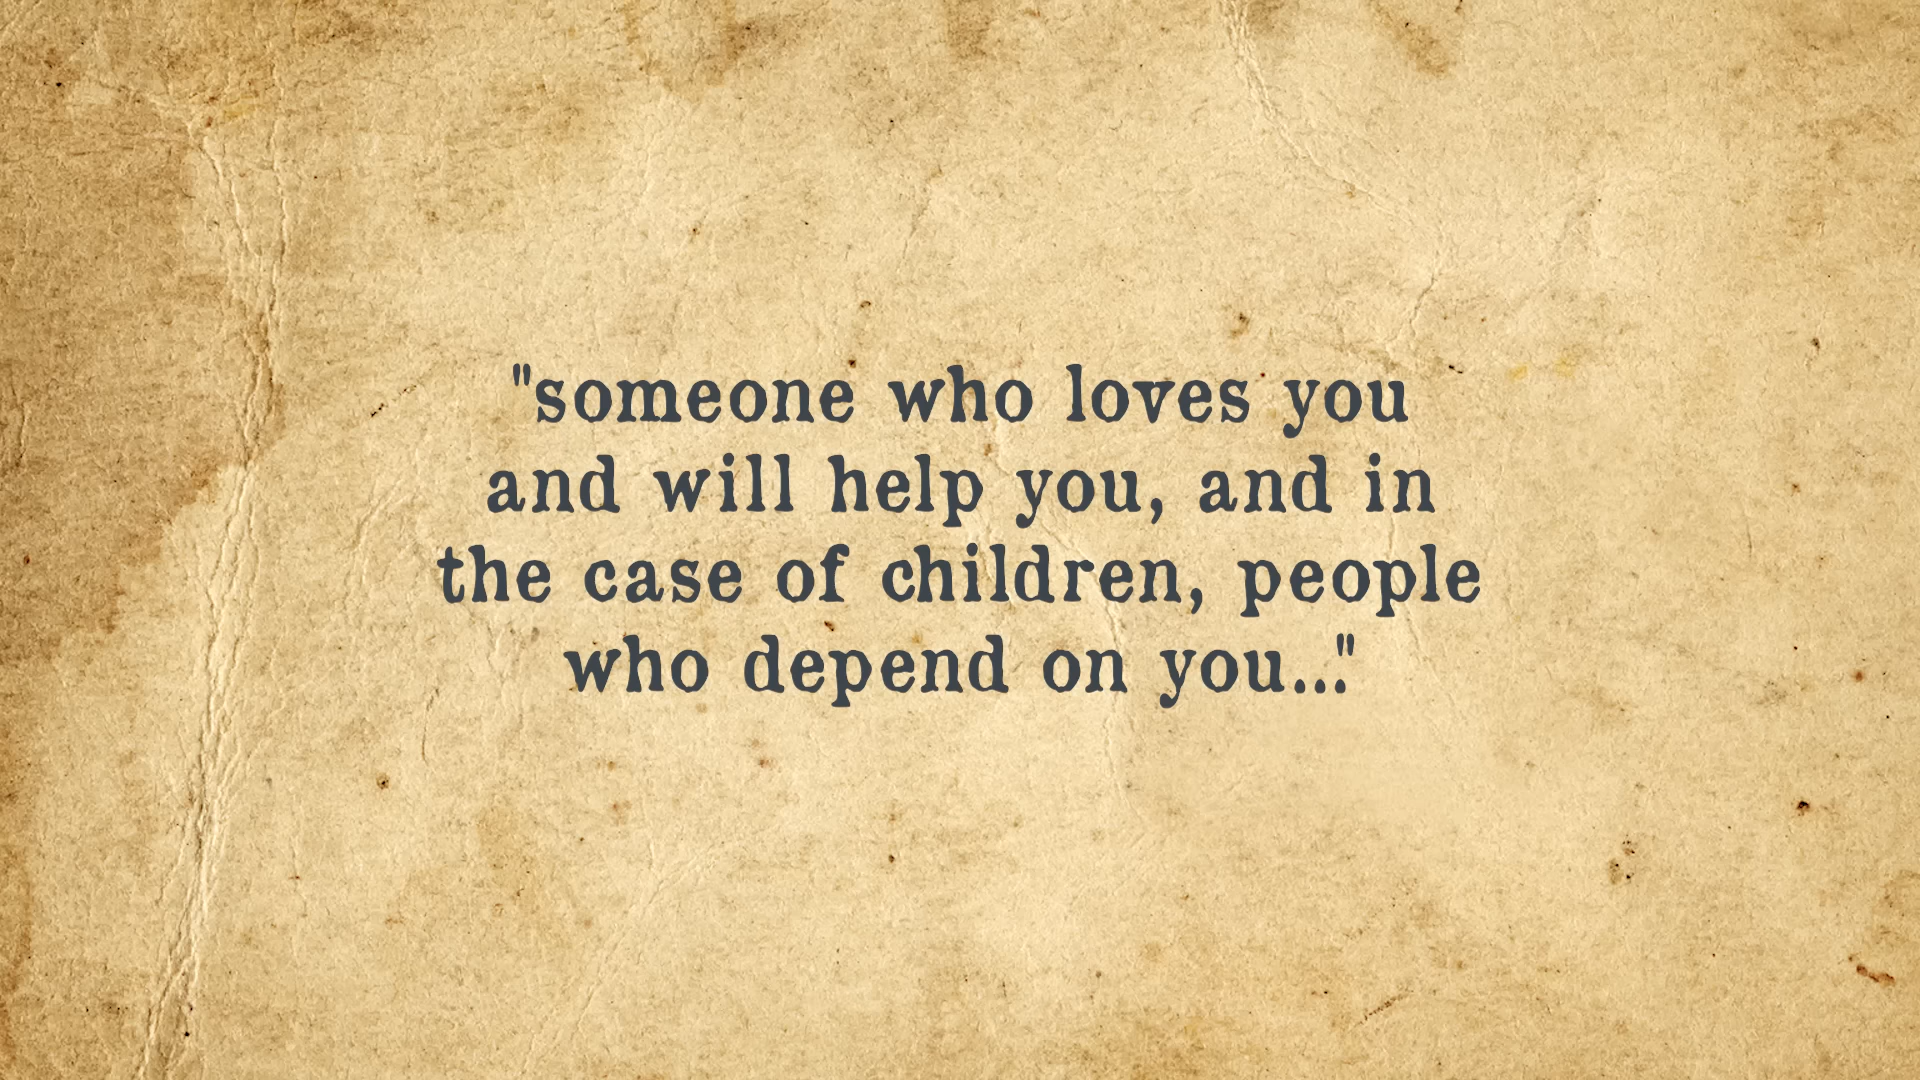 "someone who loves you
and will help you, and in
the case of children, people
who depend on you..."